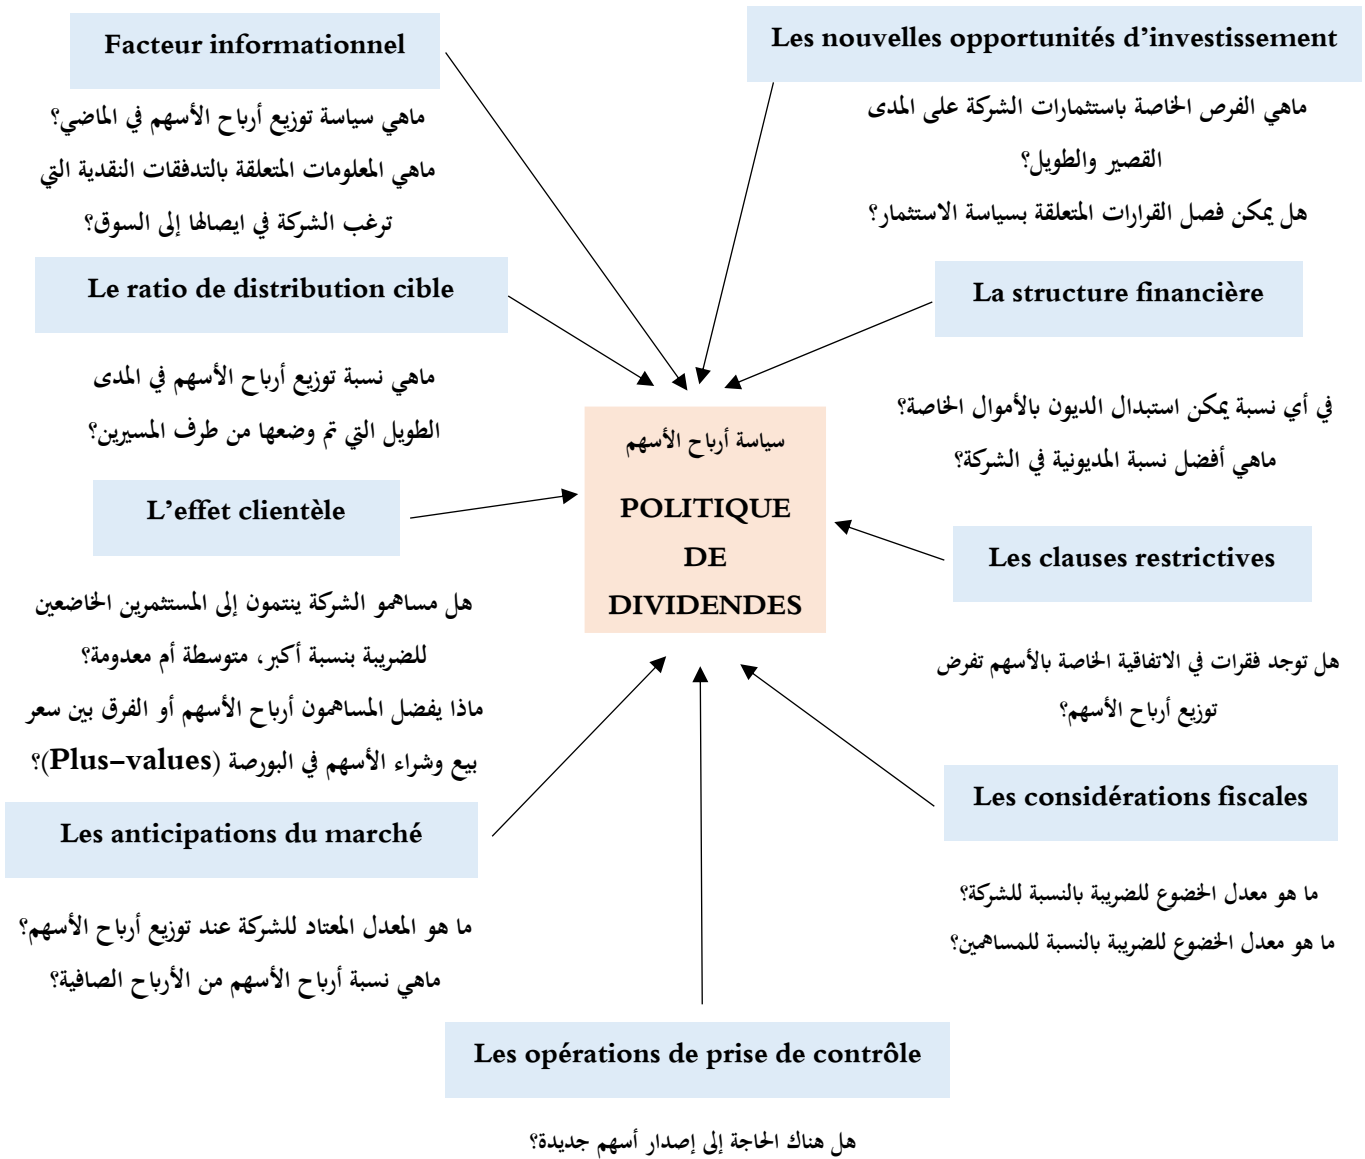 Facteur informationnel
ماهي سياسة توزيع أرباح الأسهم في الماضي؟
ماهي المعلومات المتعلقة بالتدفقات النقدية التي
ترغب الشركة في ايصالها إلى السوق؟
Les nouvelles opportunités d’investissement
ماهي الفرص الخاصة باستثمارات الشركة على المدى
القصير والطويل؟
هل يمكن فصل القرارات المتعلقة بسياسة الاستثمار؟
Le ratio de distribution cible
ماهي نسبة توزيع أرباح الأسهم في المدى
الطويل التي تم وضعها من طرف المسيرين؟
La structure financière
في أي نسبة يمكن استبدال الديون بالأموال الخاصة؟
ماهي أفضل نسبة المديونية في الشركة؟
سياسة أرباح الأسهم
POLITIQUE
DE
DIVIDENDES
L’effet clientèle
هل مساهمو الشركة ينتمون إلى المستثمرين الخاضعين
للضريبة بنسبة أكبر، متوسطة أم معدومة؟
ماذا يفضل المساهمون أرباح الأسهم أو الفرق بين سعر
بيع وشراء الأسهم في البورصة (Plus-values)؟
Les clauses restrictives
هل توجد فقرات في الاتفاقية الخاصة بالأسهم تفرض
توزيع أرباح الأسهم؟
Les anticipations du marché
ما هو المعدل المعتاد للشركة عند توزيع أرباح الأسهم؟
ماهي نسبة أرباح الأسهم من الأرباح الصافية؟
Les considérations fiscales
ما هو معدل الخضوع للضريبة بالنسبة للشركة؟
ما هو معدل الخضوع للضريبة بالنسبة للمساهمين؟
Les opérations de prise de contrôle
هل هناك الحاجة إلى إصدار أسهم جديدة؟